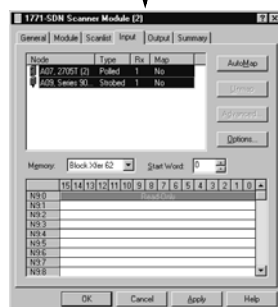 1771-SDN Scanner Module (2)
General Module Scanlist Input Output Summary
Node Type Rx Map
A07, 2705T (2) Polled 1 No
A09, Series 90... Strobed 1 No
AutoMap
Unmap
Advanced...
Options...
Memory: Block Xfer 62 Start Word: 0
15 14 13 12 11 10 9 8 7 6 5 4 3 2 1 0
N9:0 Read Only
N9:1
N9:2
N9:3
N9:4
N9:5
N9:6
N9:7
N9:8
OK Cancel Apply Help